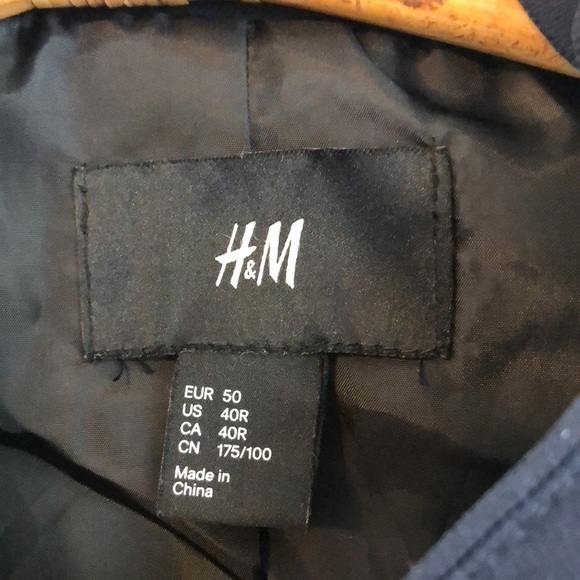 H&M
EUR 50
US 40R
CA 40R
CN 175/100
Made in
China